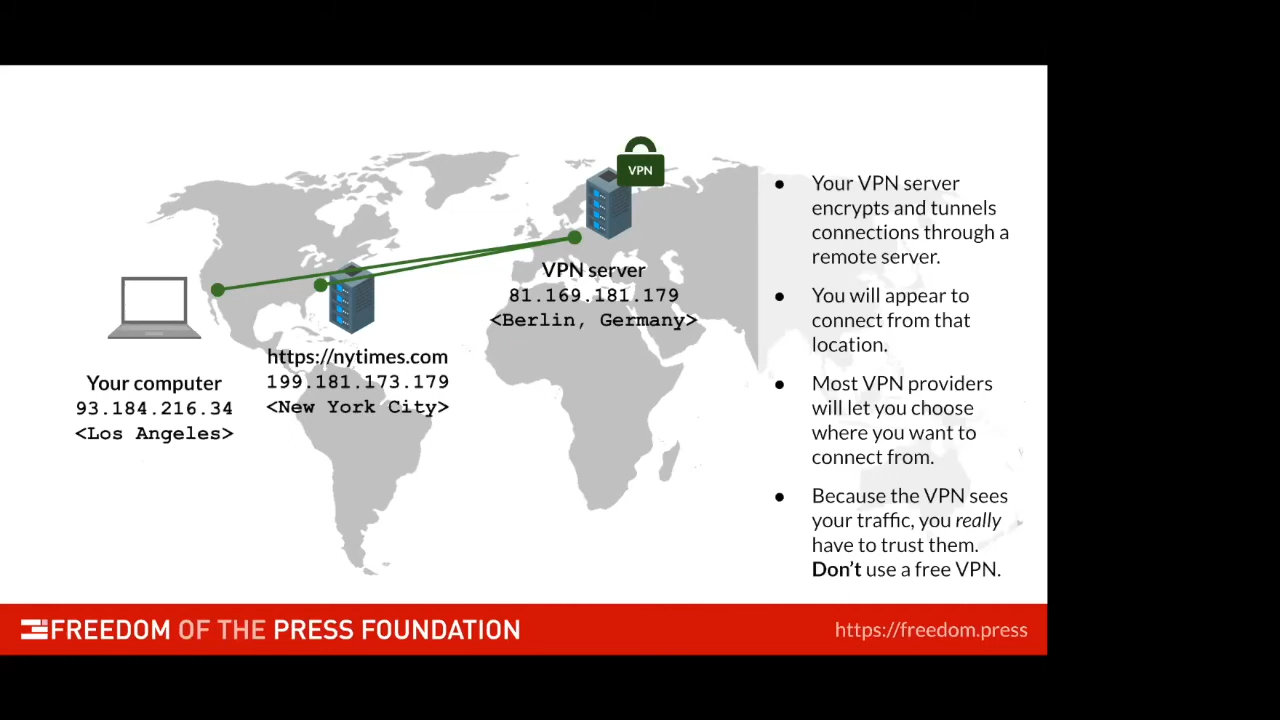 VPN
VPN server
81.169.181.179
<Berlin, Germany>
https://nytimes.com
199.181.173.179
<New York City>
Your computer
93.184.216.34
<Los Angeles>
● Your VPN server
encrypts and tunnels
connections through a
remote server.
● You will appear to
connect from that
location.
● Most VPN providers
will let you choose
where you want to
connect from.
● Because the VPN sees
your traffic, you really
have to trust them.
Don’t use a free VPN.
FREEDOM OF THE PRESS FOUNDATION
https://freedom.press